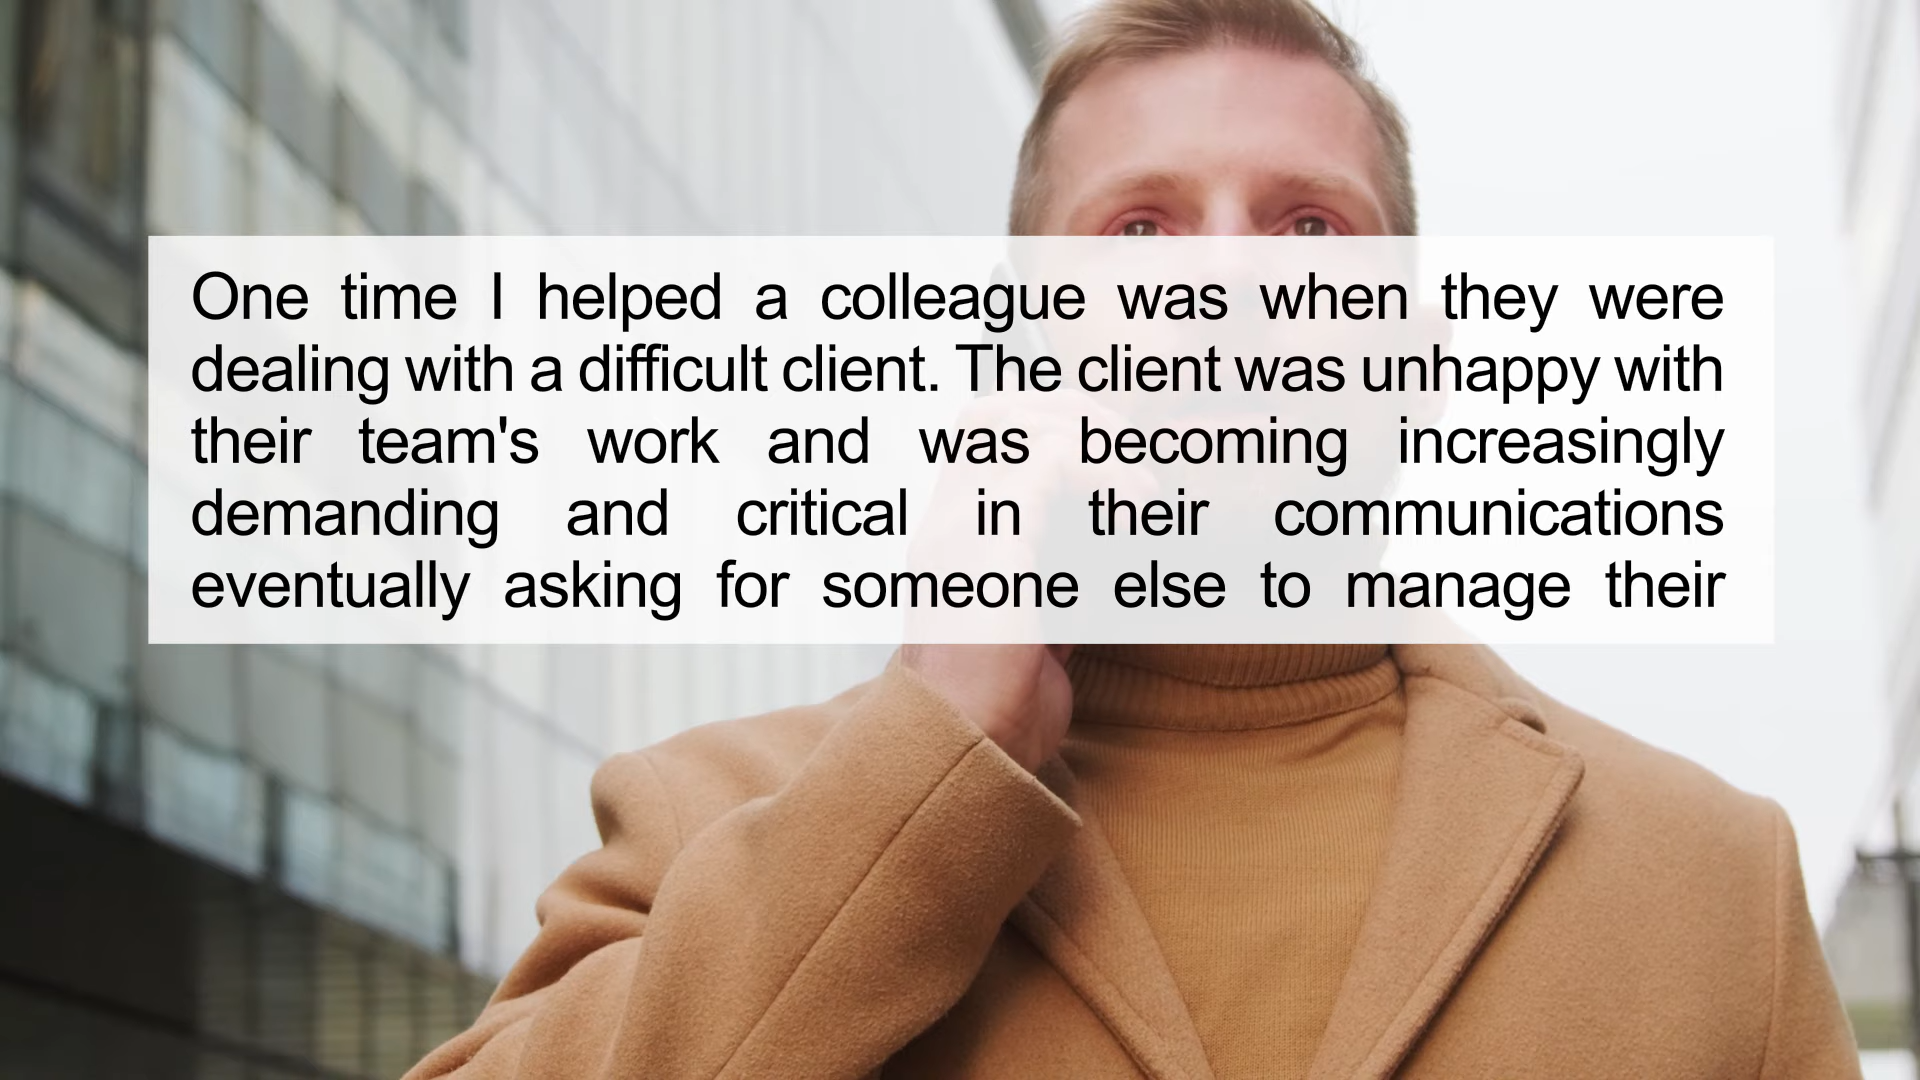 One time I helped a colleague was when they were
dealing with a difficult client. The client was unhappy with
their team's work and was becoming increasingly
demanding and critical in their communications
eventually asking for someone else to manage their